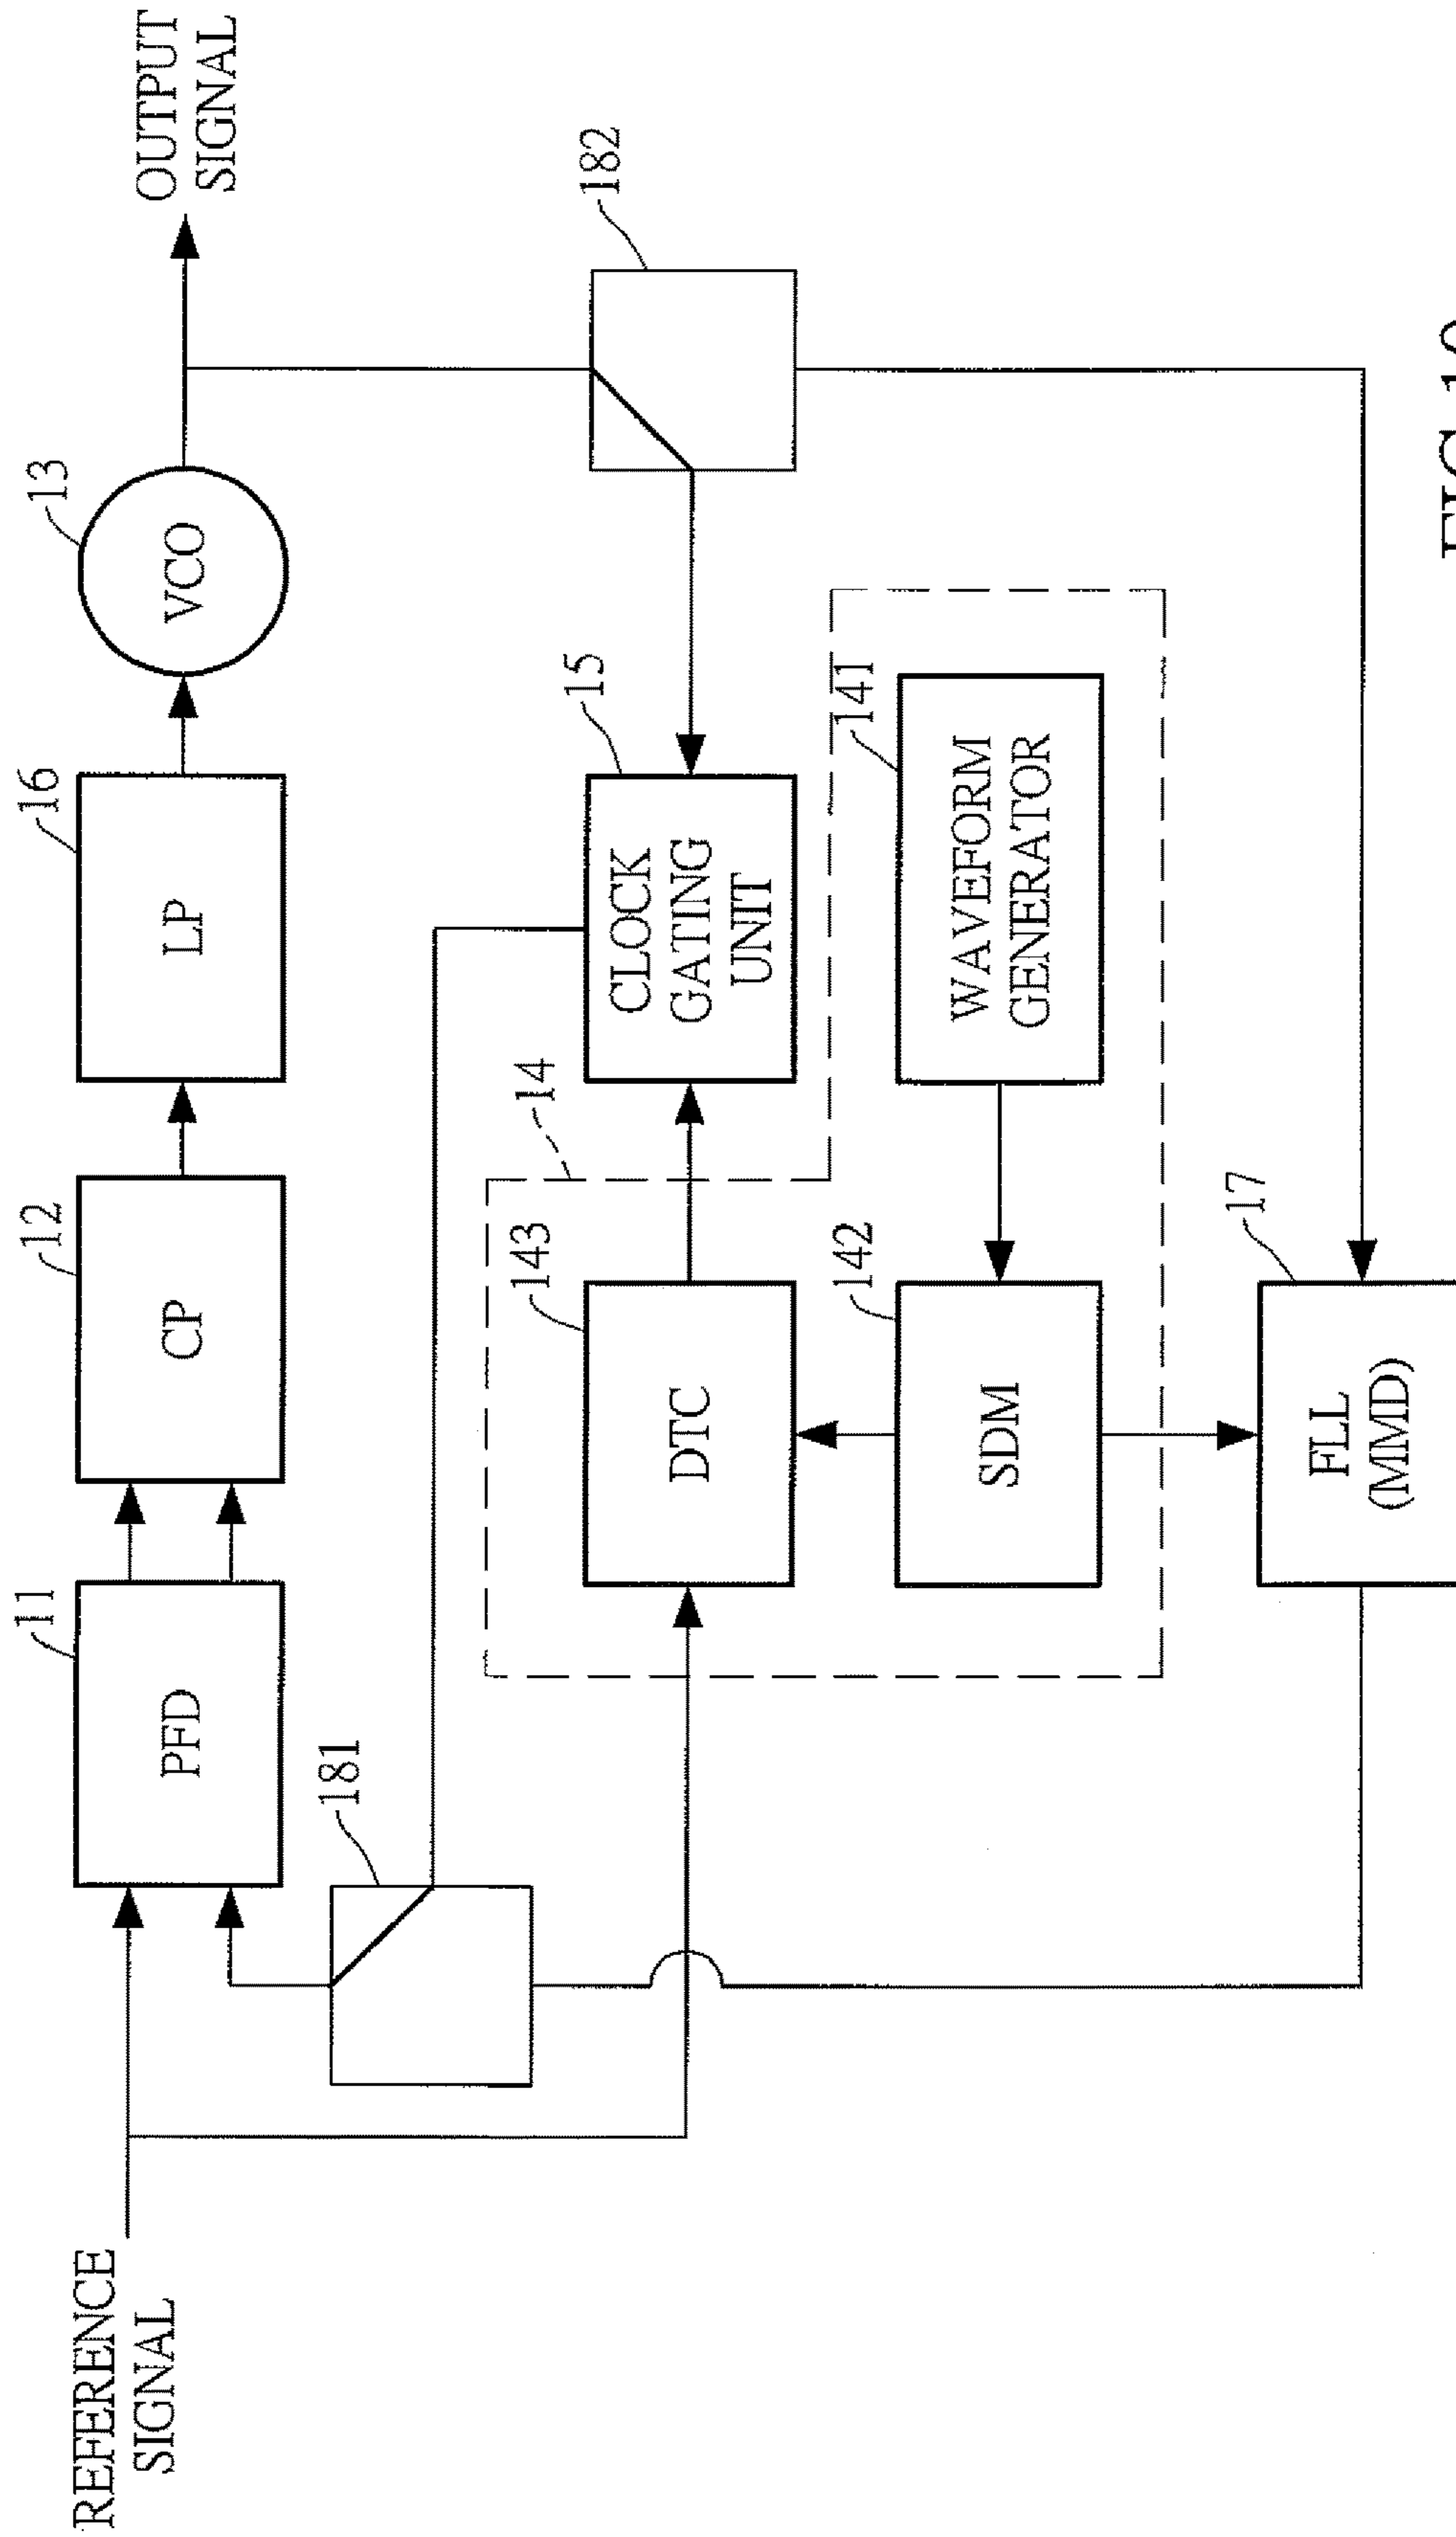 REFERENCE
SIGNAL
11
PFD
12
CP
16
LP
13
VCO
OUTPUT
SIGNAL
181
182
14
143
DTC
15
CLOCK
GATING
UNIT
142
SDM
141
WAVEFORM
GENERATOR
17
FLL
(MMD)